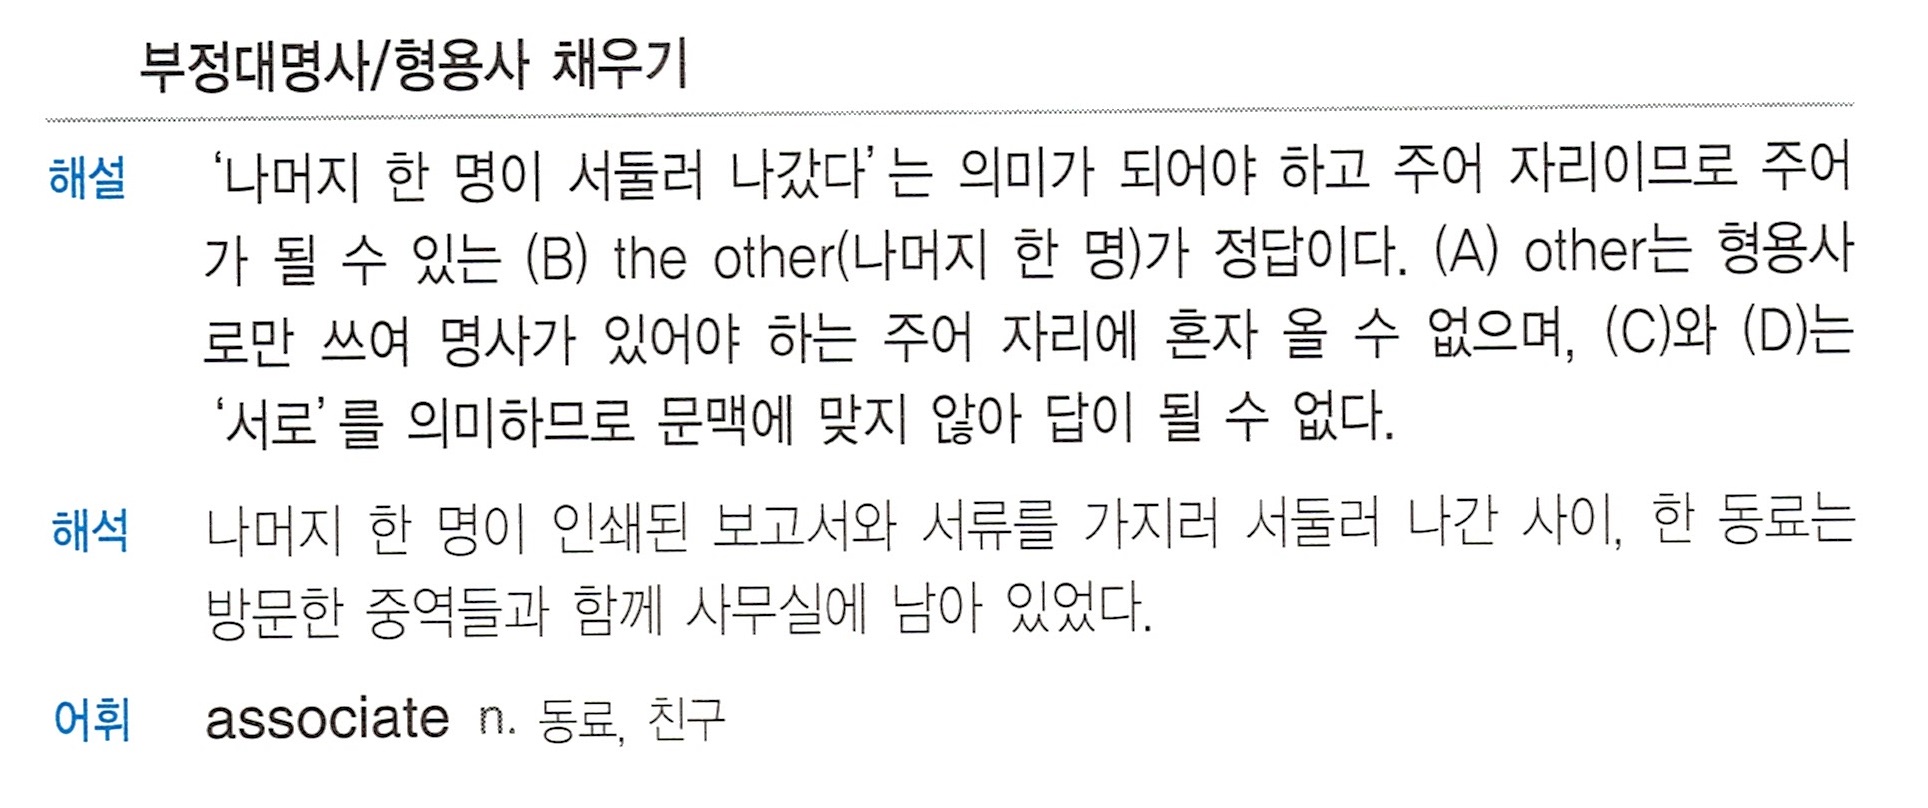 부정대명사/형용사 채우기
해설 ‘나머지 한 명이 서둘러 나갔다’는 의미가 되어야 하고 주어 자리이므로 주어
가 될 수 있는 (B) the other(나머지 한 명)가 정답이다. (A) other는 형용사
로만 쓰여 명사가 있어야 하는 주어 자리에 혼자 올 수 없으며, (C)와 (D)는
‘서로’를 의미하므로 문맥에 맞지 않아 답이 될 수 없다.
해석 나머지 한 명이 인쇄된 보고서와 서류를 가지러 서둘러 나간 사이, 한 동료는
방문한 중역들과 함께 사무실에 남아 있었다.
어휘 associate n. 동료, 친구